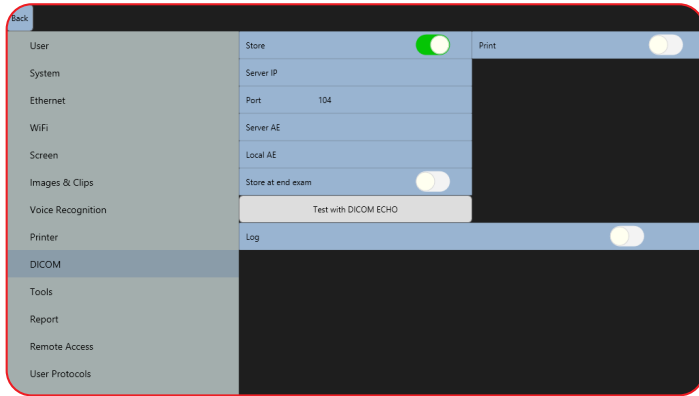 Back
User
System
Ethernet
WiFi
Screen
Images & Clips
Voice Recognition
Printer
DICOM
Tools
Report
Remote Access
User Protocols
Store
Server IP
Port 104
Server AE
Local AE
Store at end exam
Test with DICOM ECHO
Log
Print